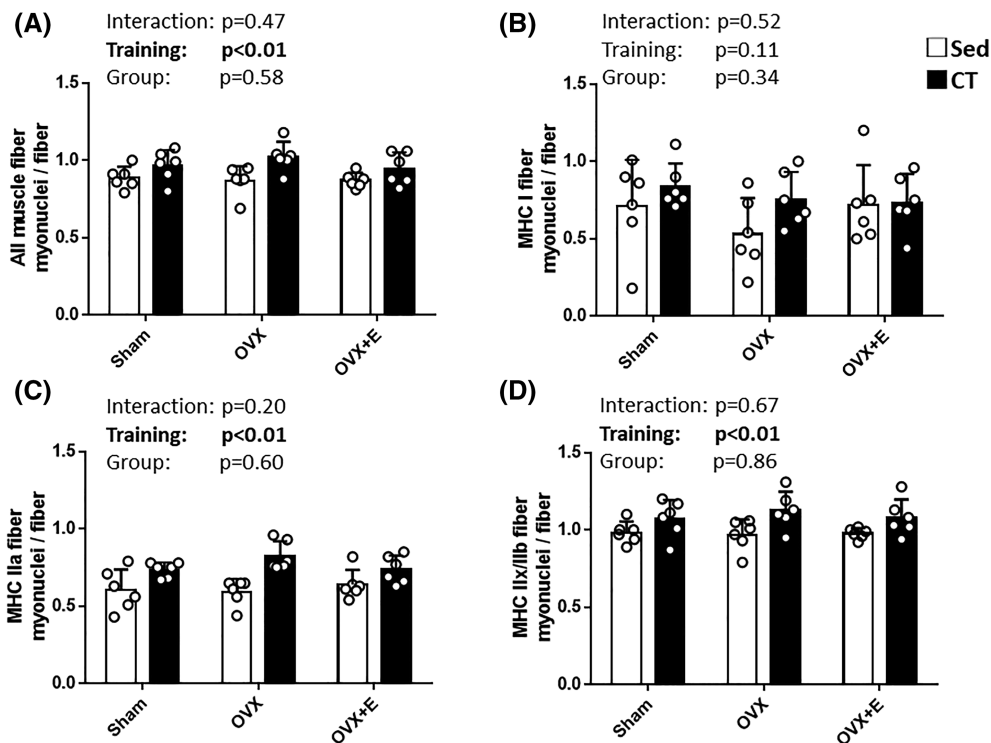 (A)
Interaction: p=0.47
Training: p<0.01
Group: p=0.58
All muscle fiber
myonuclei / fiber
1.5
1.0
0.5
0.0
Sham
OVX
OVX+E
(B)
Interaction: p=0.52
Training: p=0.11
Group: p=0.34
Sed
CT
MHC I fiber
myonuclei / fiber
1.5
1.0
0.5
0.0
Sham
OVX
OVX+E
(C)
Interaction: p=0.20
Training: p<0.01
Group: p=0.60
MHC IIa fiber
myonuclei / fiber
1.5
1.0
0.5
0.0
Sham
OVX
OVX+E
(D)
Interaction: p=0.67
Training: p<0.01
Group: p=0.86
MHC IIx/IIb fiber
myonuclei / fiber
1.5
1.0
0.5
0.0
Sham
OVX
OVX+E